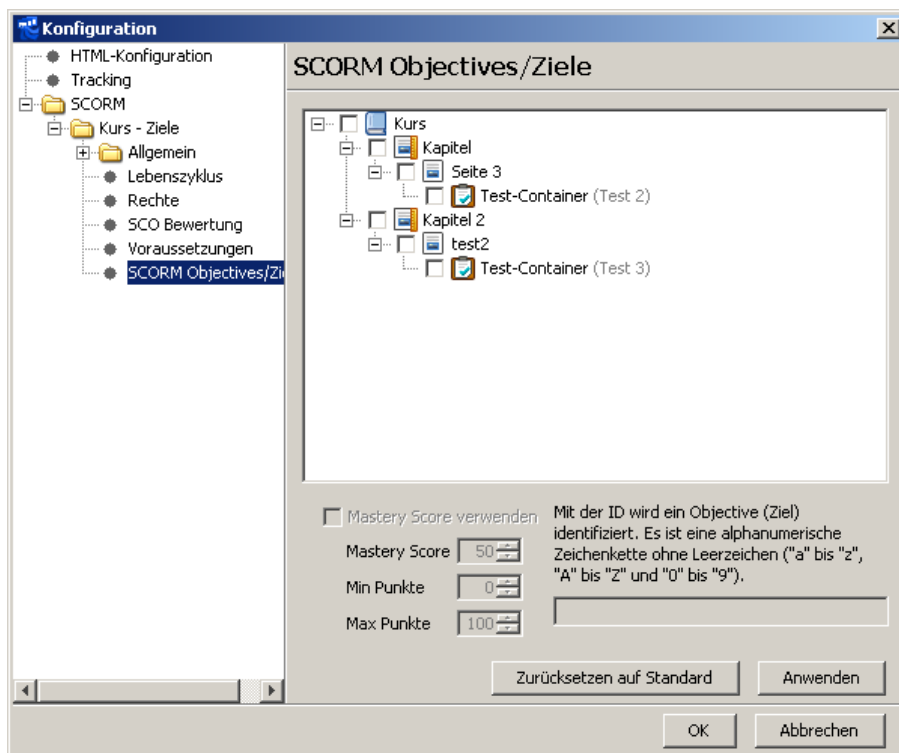 Konfiguration
HTML-Konfiguration
Tracking
SCORM
Kurs - Ziele
Allgemein
Lebenszyklus
Rechte
SCO Bewertung
Voraussetzungen
SCORM Objectives/Zi
SCORM Objectives/Ziele
Kurs
Kapitel
Seite 3
Test-Container (Test 2)
Kapitel 2
test2
Test-Container (Test 3)
Mastery Score verwenden
Mastery Score 50
Min Punkte 0
Max Punkte 100
Mit der ID wird ein Objective (Ziel)
identifiziert. Es ist eine alphanumerische
Zeichenkette ohne Leerzeichen ("a" bis "z",
"A" bis "Z" und "0" bis "9").
Zurücksetzen auf Standard
Anwenden
OK
Abbrechen